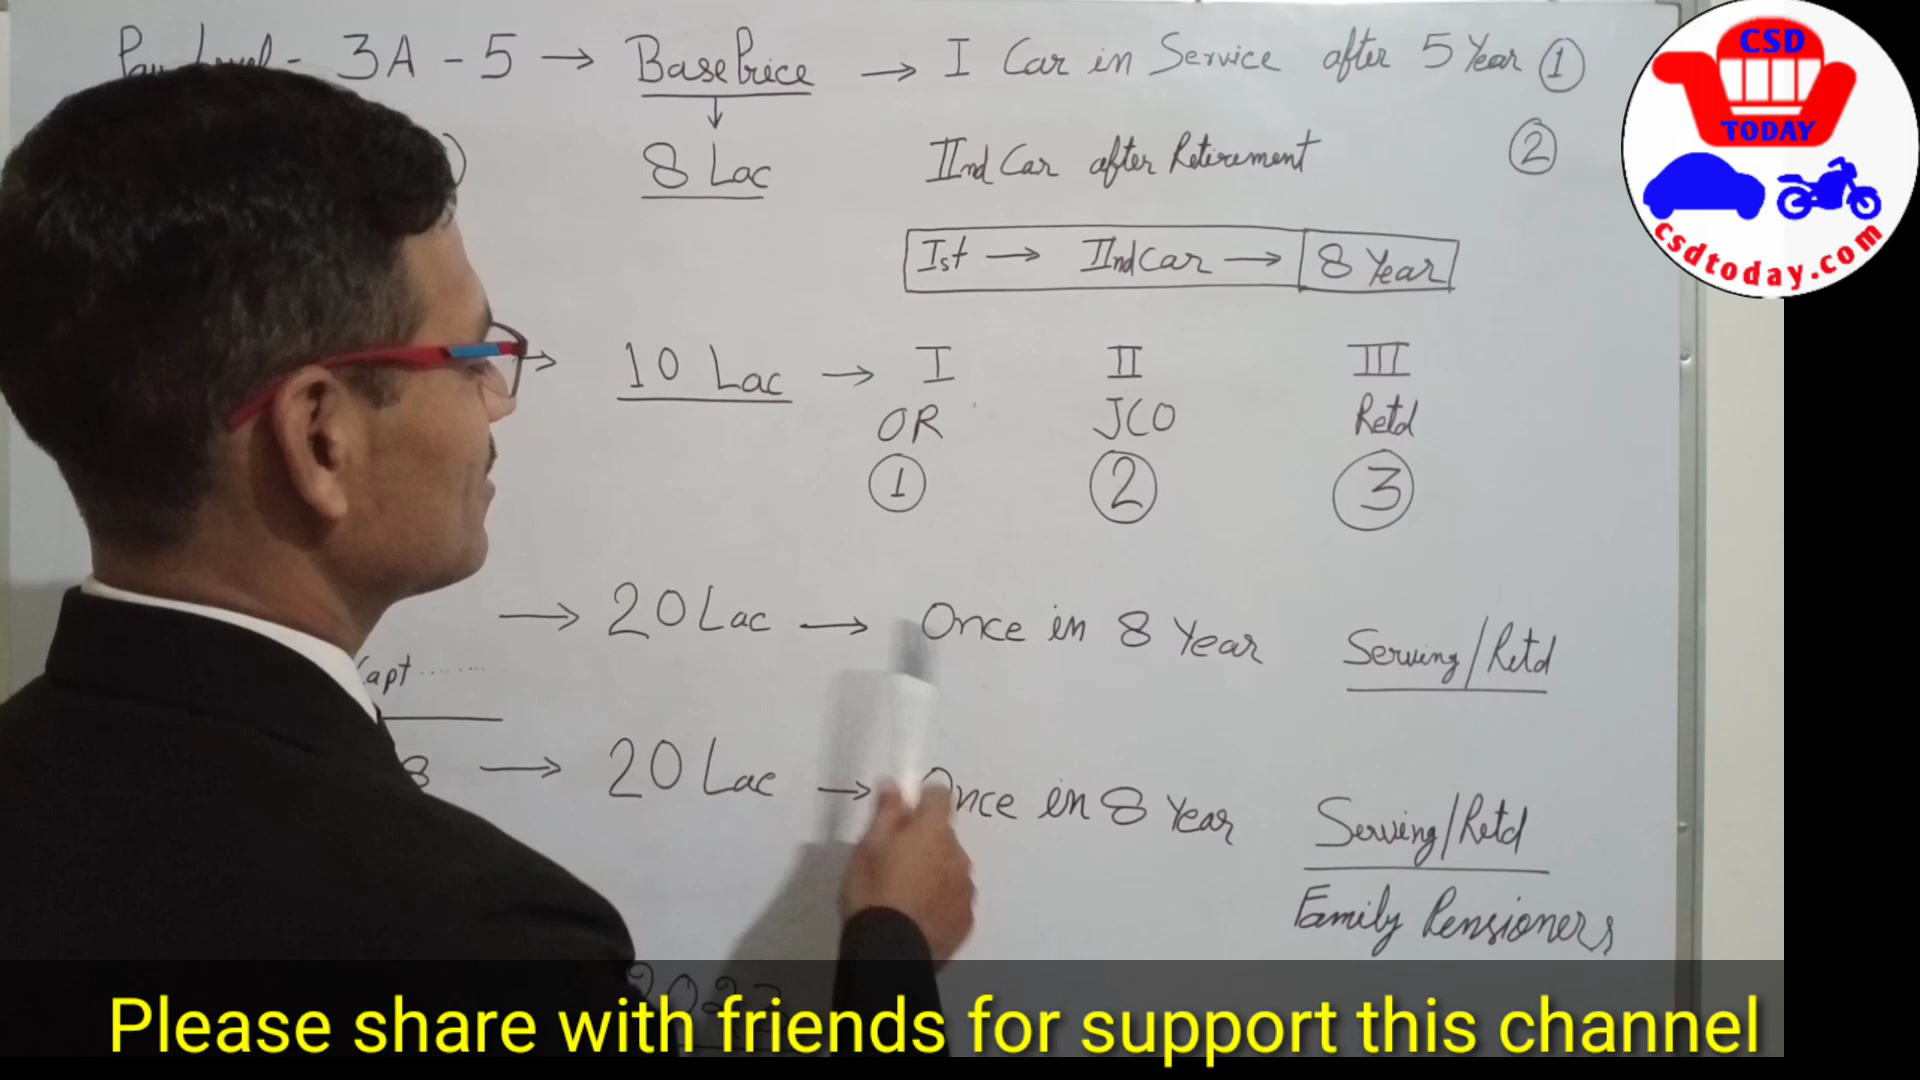 Pay Level - 3A - 5 → Base Price → I Car in Service after 5 Year ①
8 Lac IInd Car after Retirement ②
Ist → IInd Car → 8 Year
→ 10 Lac → I II III
OR JCO Retd
① ② ③
→ 20 Lac → Once in 8 Year Serving/Retd
Capt ........
8 → 20 Lac → Once in 8 Year Serving/Retd
Family Pensioners
CSD
TODAY
csdtoday.com
Please share with friends for support this channel